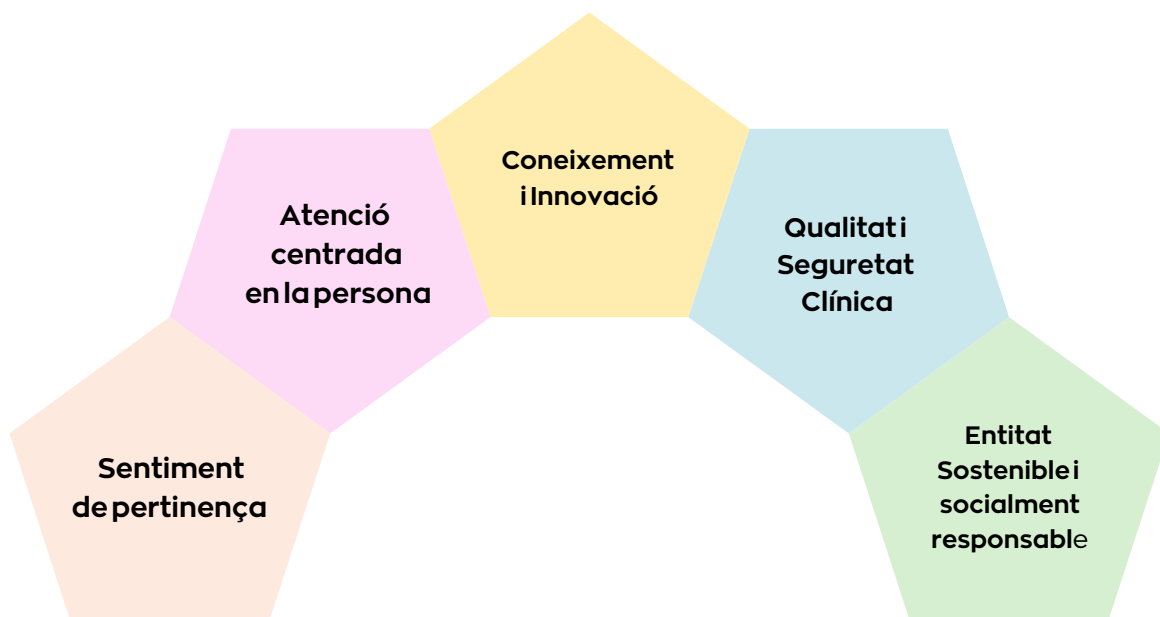 Sentiment
de pertinença
Atenció
centrada
en la persona
Coneixement
i Innovació
Qualitat i
Seguretat
Clínica
Entitat
Sostenible i
socialment
responsable